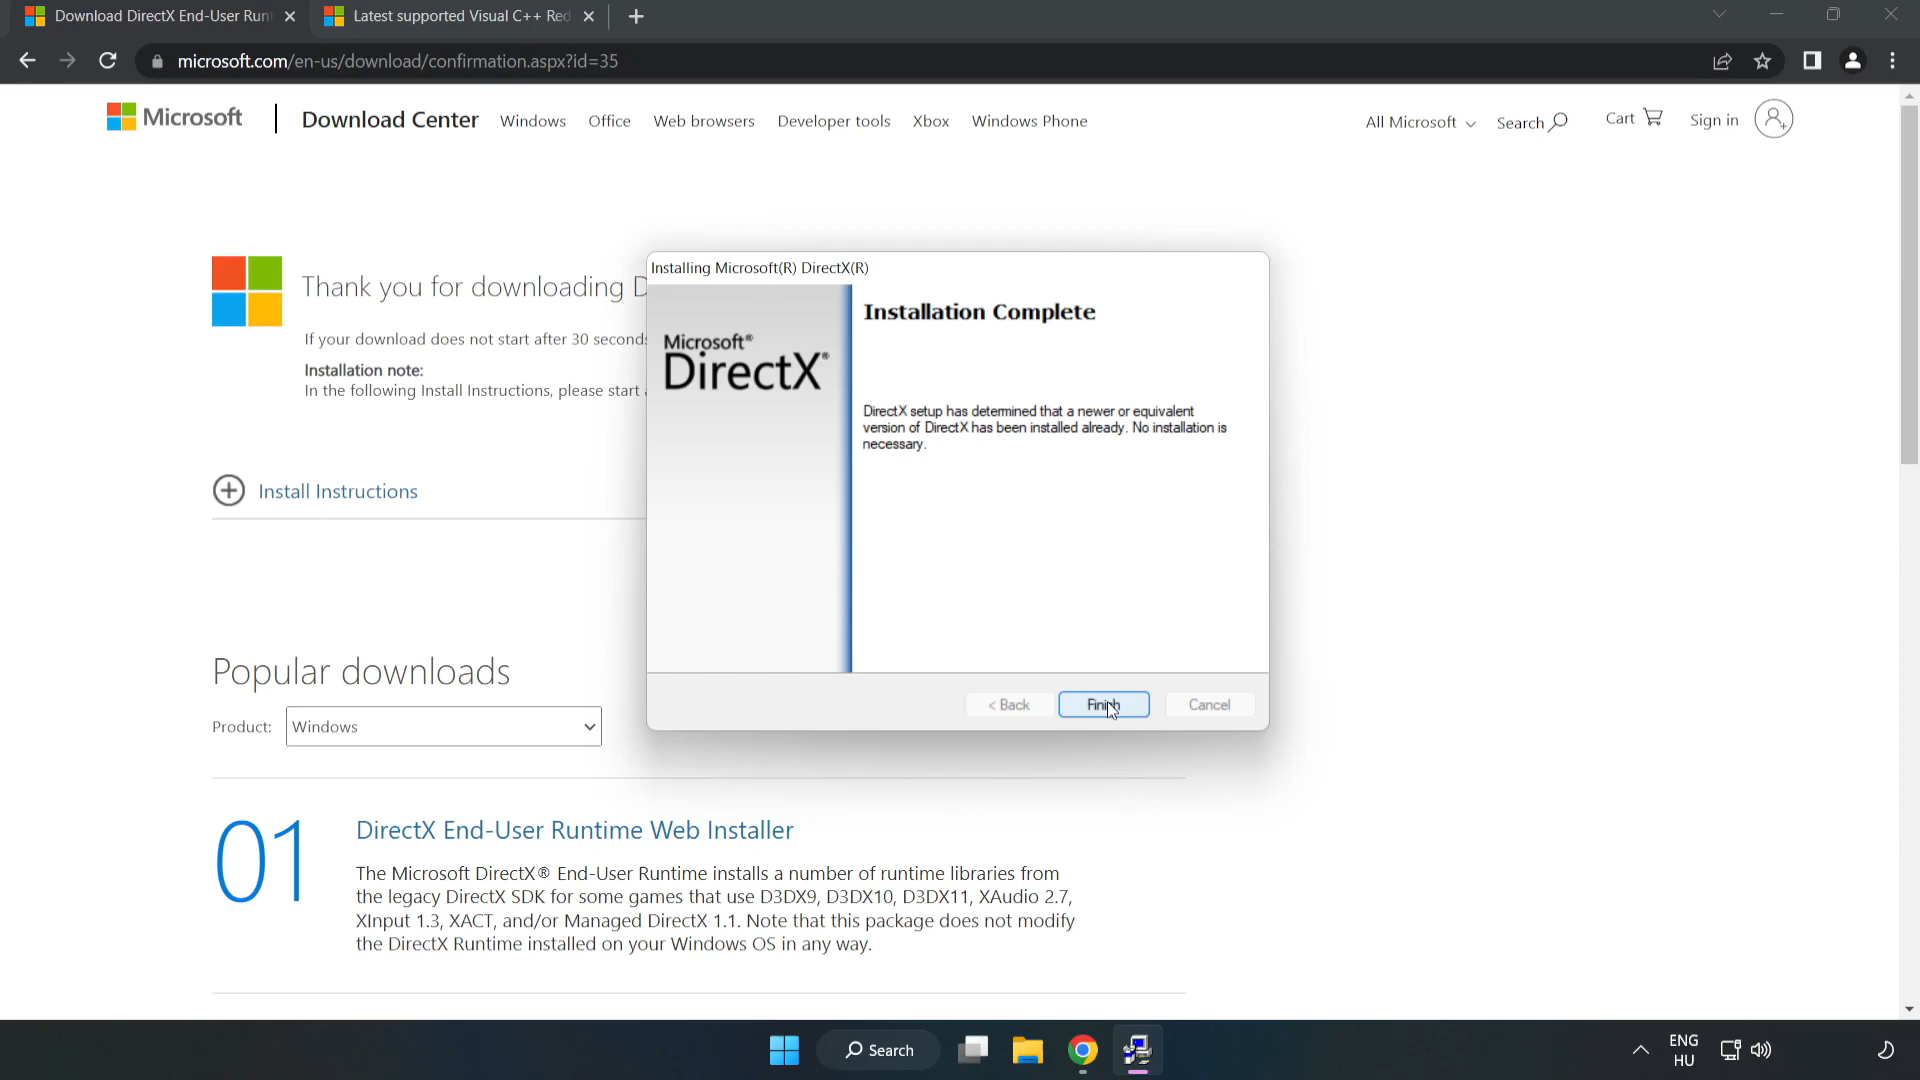 Download DirectX End-User Run
Latest supported Visual C++ Red
microsoft.com/en-us/download/confirmation.aspx?id=35
Microsoft
Download Center
Windows
Office
Web browsers
Developer tools
Xbox
Windows Phone
All Microsoft
Search
Cart
Sign in
Thank you for downloading D
If your download does not start after 30 seconds
Installation note:
In the following Install Instructions, please start
Install Instructions
Installing Microsoft(R) DirectX(R)
Microsoft®
DirectX®
Installation Complete
DirectX setup has determined that a newer or equivalent
version of DirectX has been installed already. No installation is
necessary.
< Back
Finish
Cancel
Popular downloads
Product:
Windows
01
DirectX End-User Runtime Web Installer
The Microsoft DirectX® End-User Runtime installs a number of runtime libraries from
the legacy DirectX SDK for some games that use D3DX9, D3DX10, D3DX11, XAudio 2.7,
XInput 1.3, XACT, and/or Managed DirectX 1.1. Note that this package does not modify
the DirectX Runtime installed on your Windows OS in any way.
Search
ENG
HU